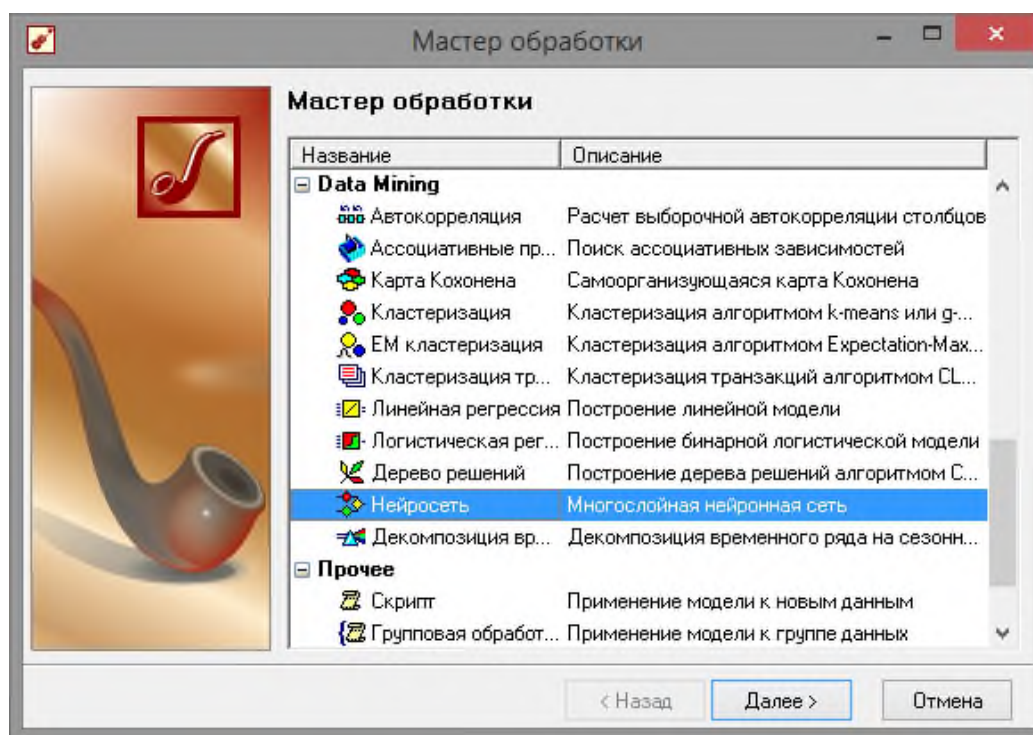 Мастер обработки
Мастер обработки
Название Описание
Data Mining
Автокорреляция Расчет выборочной автокорреляции столбцов
Ассоциативные пр... Поиск ассоциативных зависимостей
Карта Кохонена Самоорганизующаяся карта Кохонена
Кластеризация Кластеризация алгоритмом k-means или g-...
EM кластеризация Кластеризация алгоритмом Expectation-Max...
Кластеризация тр... Кластеризация транзакций алгоритмом CL...
Линейная регрессия Построение линейной модели
Логистическая рег... Построение бинарной логистической модели
Дерево решений Построение дерева решений алгоритмом C...
Нейросеть Многослойная нейронная сеть
Декомпозиция вр... Декомпозиция временного ряда на сезонн...
Прочее
Скрипт Применение модели к новым данным
Групповая обработ... Применение модели к группе данных
< Назад Далее > Отмена